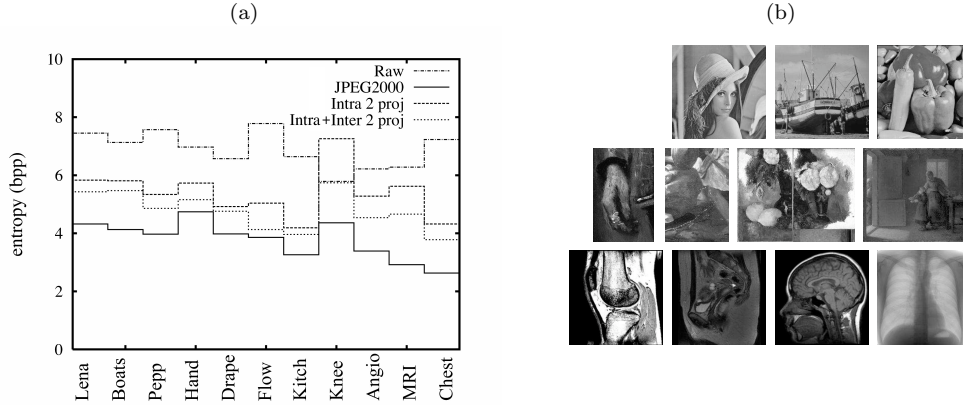 (a)
(b)
10
8
6
4
2
0
entropy (bpp)
Raw
JPEG2000
Intra 2 proj
Intra+Inter 2 proj
Lena
Boats
Pepp
Hand
Drape
Flow
Kitch
Knee
Angio
MRI
Chest